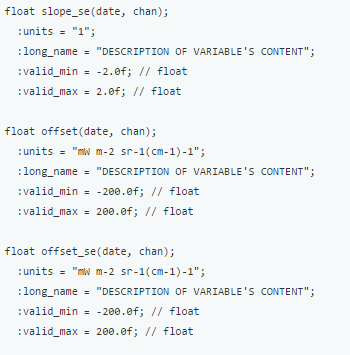 float slope_se(date, chan);
:units = "1";
:long_name = "DESCRIPTION OF VARIABLE'S CONTENT";
:valid_min = -2.0f; // float
:valid_max = 2.0f; // float
float offset(date, chan);
:units = "mW m-2 sr-1(cm-1)-1";
:long_name = "DESCRIPTION OF VARIABLE'S CONTENT";
:valid_min = -200.0f; // float
:valid_max = 200.0f; // float
float offset_se(date, chan);
:units = "mW m-2 sr-1(cm-1)-1";
:long_name = "DESCRIPTION OF VARIABLE'S CONTENT";
:valid_min = -200.0f; // float
:valid_max = 200.0f; // float